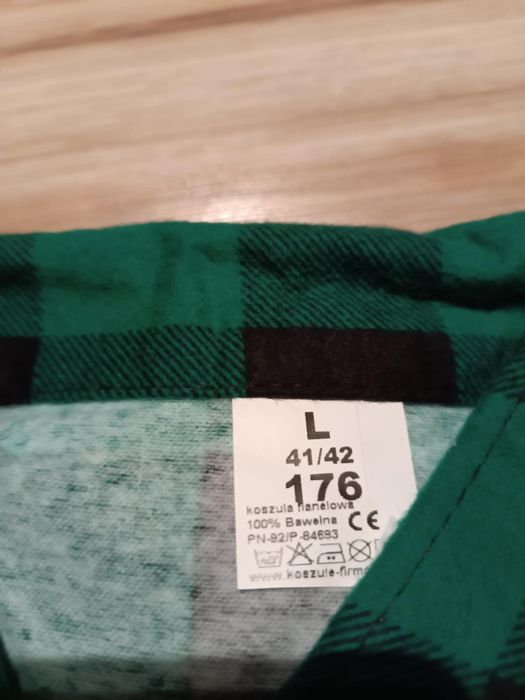 L
41/42
176
koszula flanelowa
100% Bawełna CE
PN-92/P-84693
www.koszule-firm